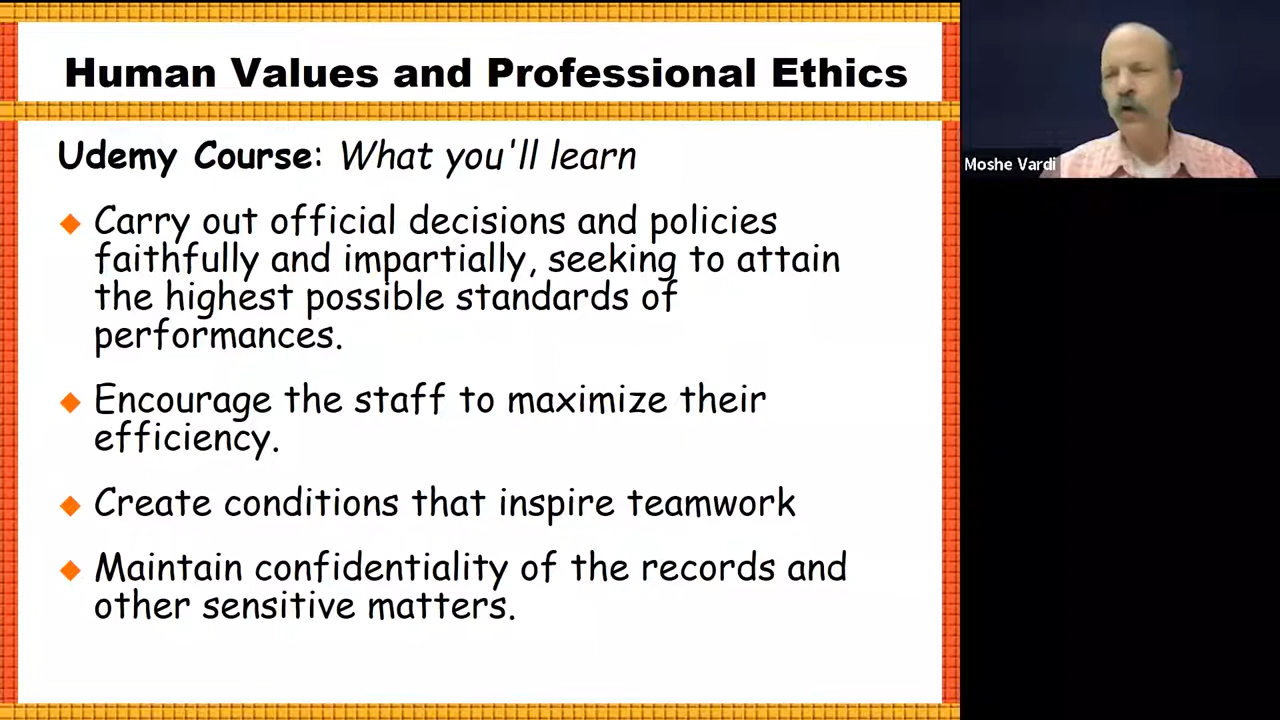 Human Values and Professional Ethics
Udemy Course: What you'll learn
Carry out official decisions and policies
faithfully and impartially, seeking to attain
the highest possible standards of
performances.
Encourage the staff to maximize their
efficiency.
Create conditions that inspire teamwork
Maintain confidentiality of the records and
other sensitive matters.
Moshe Vardi